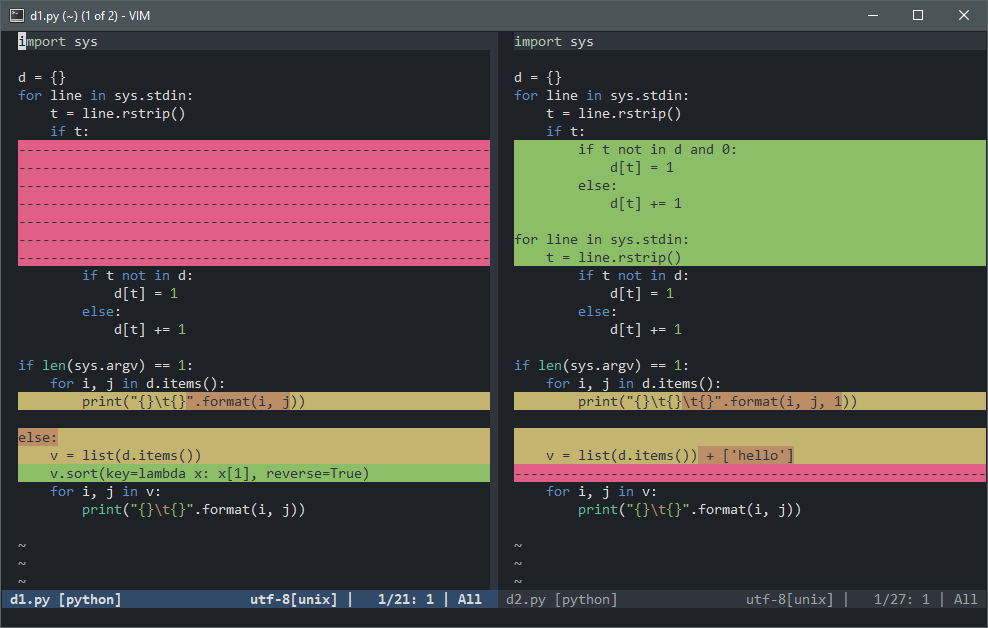 d1.py (~) (1 of 2) - VIM
import sys
d = {}
for line in sys.stdin:
    t = line.rstrip()
    if t:
---------------------------------------------------------
---------------------------------------------------------
---------------------------------------------------------
---------------------------------------------------------
---------------------------------------------------------
---------------------------------------------------------
---------------------------------------------------------
        if t not in d:
            d[t] = 1
        else:
            d[t] += 1
if len(sys.argv) == 1:
    for i, j in d.items():
        print("{}\t{}".format(i, j))
else:
    v = list(d.items())
    v.sort(key=lambda x: x[1], reverse=True)
    for i, j in v:
        print("{}\t{}".format(i, j))
~
~
~
d1.py [python] utf-8[unix] | 1/21: 1 | All
import sys
d = {}
for line in sys.stdin:
    t = line.rstrip()
    if t:
        if t not in d and 0:
            d[t] = 1
        else:
            d[t] += 1
for line in sys.stdin:
    t = line.rstrip()
        if t not in d:
            d[t] = 1
        else:
            d[t] += 1
if len(sys.argv) == 1:
    for i, j in d.items():
        print("{}\t{}\t{}".format(i, j, 1))
    v = list(d.items()) + ['hello']
---------------------------------------------------------
    for i, j in v:
        print("{}\t{}".format(i, j))
~
~
~
d2.py [python] utf-8[unix] | 1/27: 1 | All